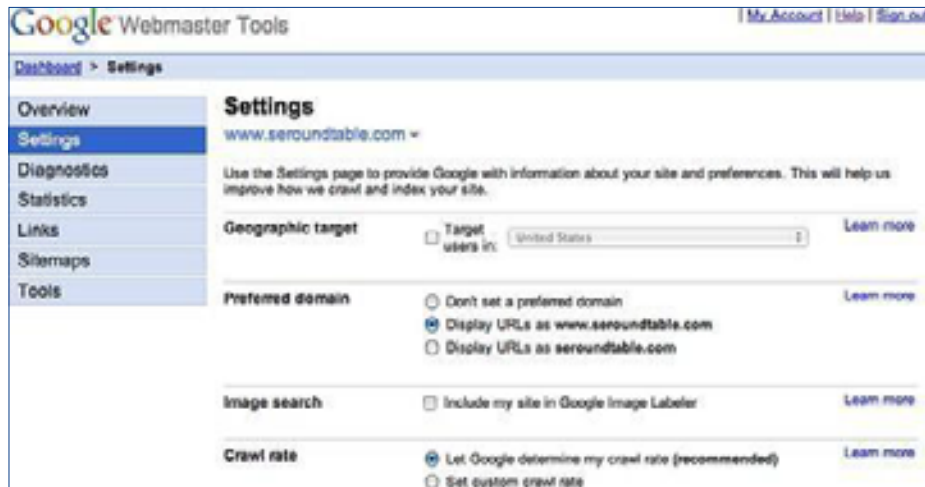 Google Webmaster Tools
| My Account | Help | Sign out
Dashboard > Settings
Overview
Settings
Diagnostics
Statistics
Links
Sitemaps
Tools
Settings
www.seroundtable.com
Use the Settings page to provide Google with information about your site and preferences. This will help us
improve how we crawl and index your site.
Geographic target
Target
users in:
United States
Learn more
Preferred domain
Don't set a preferred domain
Display URLs as www.seroundtable.com
Display URLs as seroundtable.com
Learn more
Image search
Include my site in Google Image Labeler
Learn more
Crawl rate
Let Google determine my crawl rate (recommended)
Set custom crawl rate
Learn more